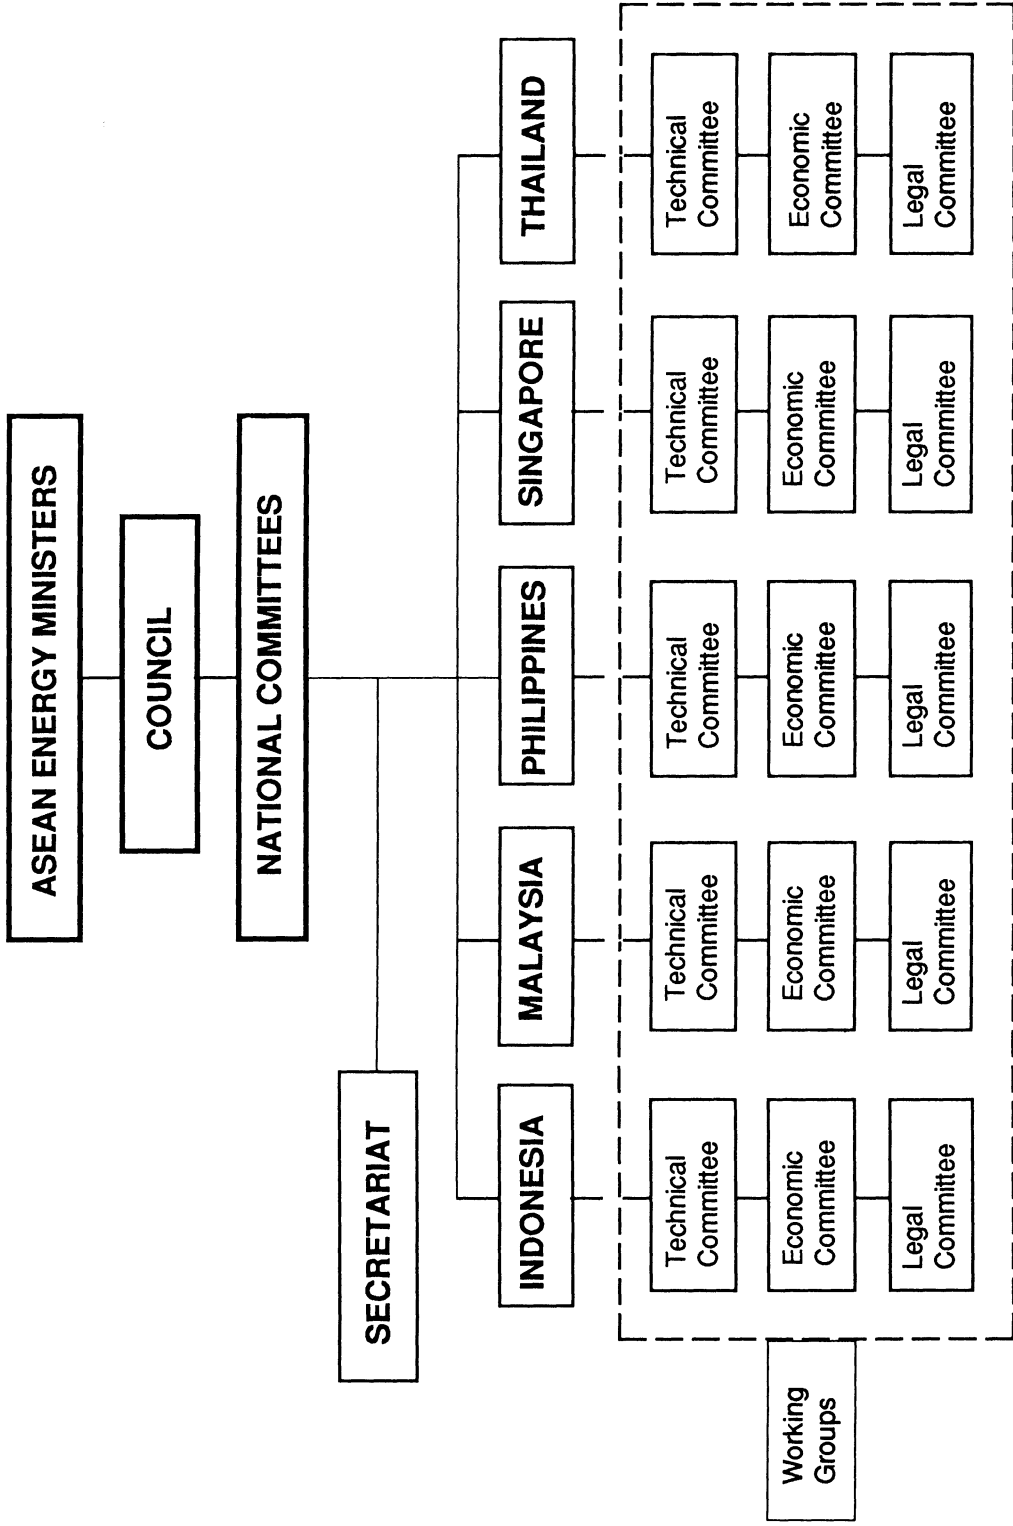 ASEAN ENERGY MINISTERS
COUNCIL
NATIONAL COMMITTEES
SECRETARIAT
INDONESIA
MALAYSIA
PHILIPPINES
SINGAPORE
THAILAND
Technical
Committee
Technical
Committee
Technical
Committee
Technical
Committee
Technical
Committee
Working
Groups
Economic
Committee
Economic
Committee
Economic
Committee
Economic
Committee
Economic
Committee
Legal
Committee
Legal
Committee
Legal
Committee
Legal
Committee
Legal
Committee